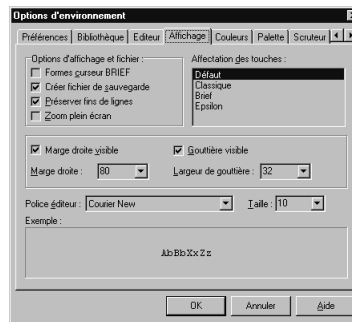 Options d'environnement
Préférences Bibliothèque Editeur Affichage Couleurs Palette Scruteur
Options d'affichage et fichier :
Formes curseur BRIEF
Créer fichier de sauvegarde
Préserver fins de lignes
Zoom plein écran
Affectation des touches :
Défaut
Classique
Brief
Epsilon
Marge droite visible
Gouttière visible
Marge droite : 80
Largeur de gouttière : 32
Police éditeur : Courier New
Taille : 10
Exemple :
AbBbXxZz
OK Annuler Aide